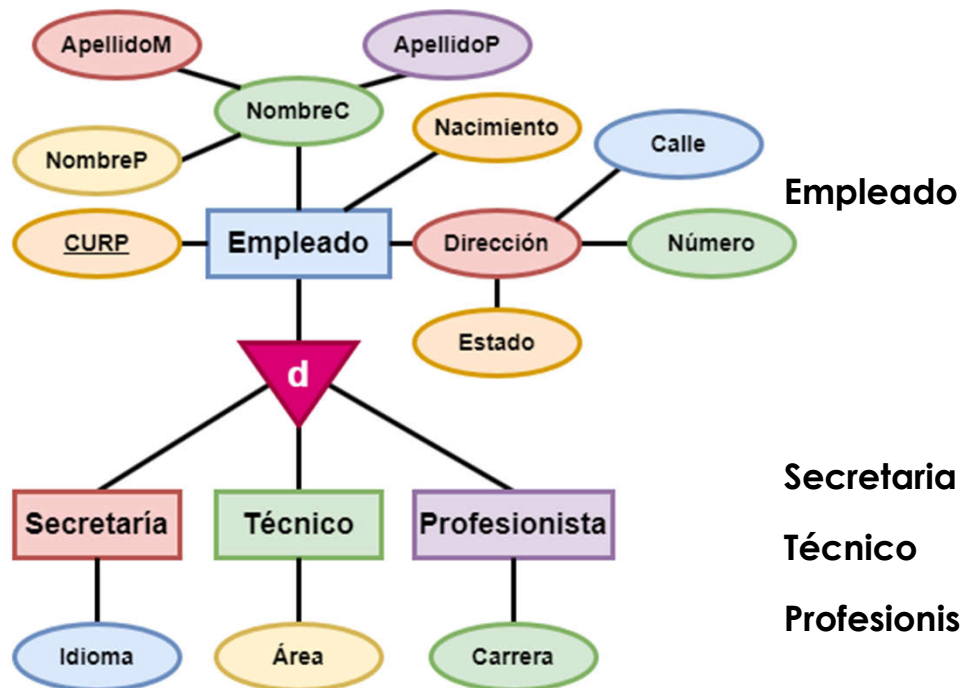 ApellidoM
ApellidoP
NombreC
Nacimiento
Calle
NombreP
Empleado
CURP
Empleado
Dirección
Número
Estado
d
Secretaria
Secretaría
Técnico
Profesionista
Técnico
Profesionis
Idioma
Área
Carrera